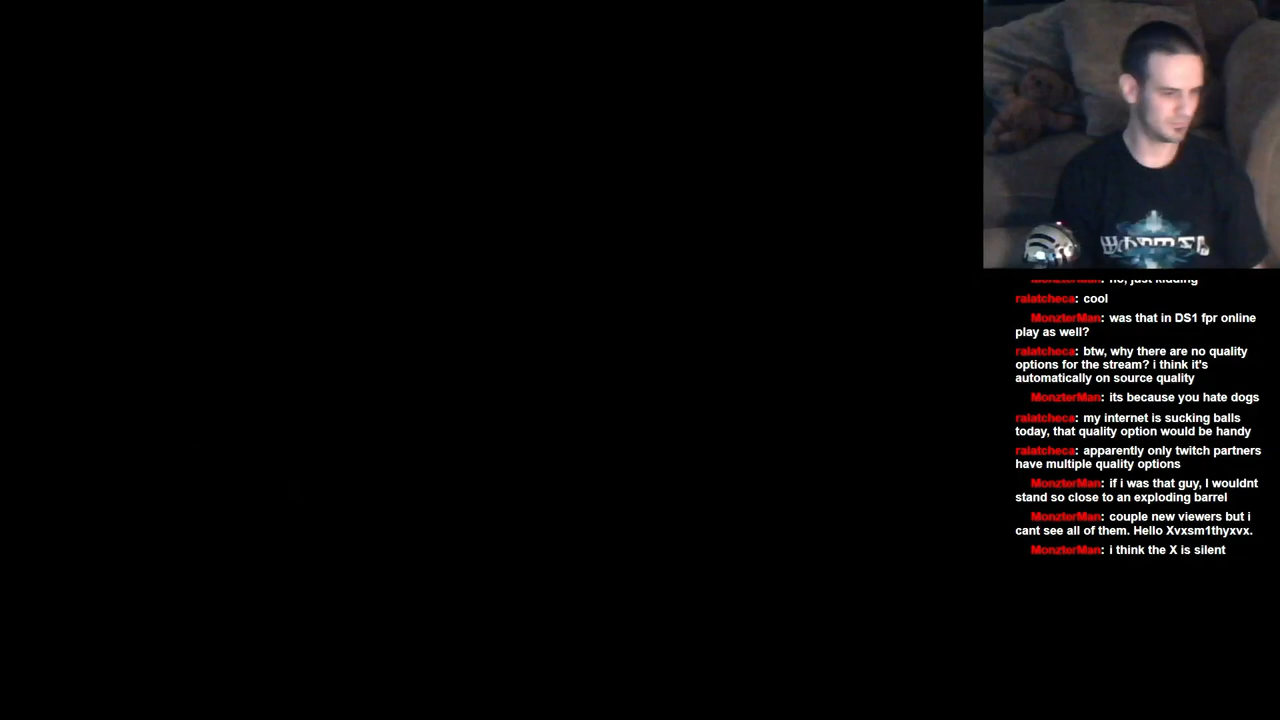 MonzterMan: no, just kidding
ralatcheca: cool
MonzterMan: was that in DS1 fpr online
play as well?
ralatcheca: btw, why there are no quality
options for the stream? i think it's
automatically on source quality
MonzterMan: its because you hate dogs
ralatcheca: my internet is sucking balls
today, that quality option would be handy
ralatcheca: apparently only twitch partners
have multiple quality options
MonzterMan: if i was that guy, I wouldnt
stand so close to an exploding barrel
MonzterMan: couple new viewers but i
cant see all of them. Hello Xvxsm1thyxvx.
MonzterMan: i think the X is silent